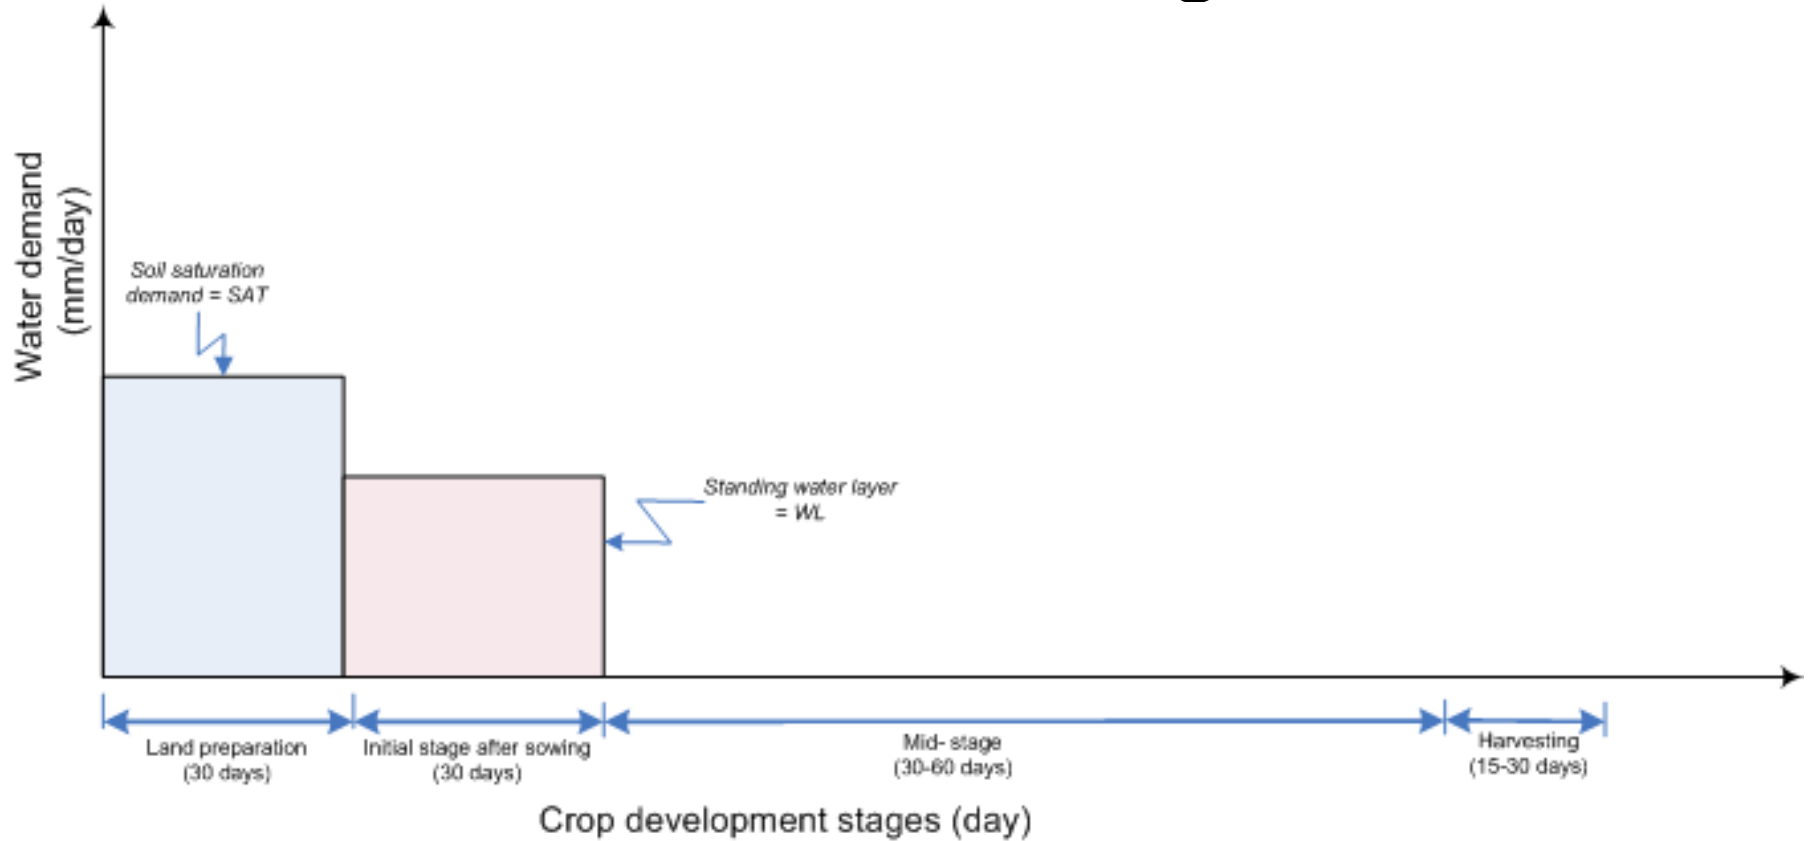 Water demand
(mm/day)
Soil saturation
demand = SAT
Standing water layer
= WL
Land preparation
(30 days)
Initial stage after sowing
(30 days)
Mid- stage
(30-60 days)
Harvesting
(15-30 days)
Crop development stages (day)